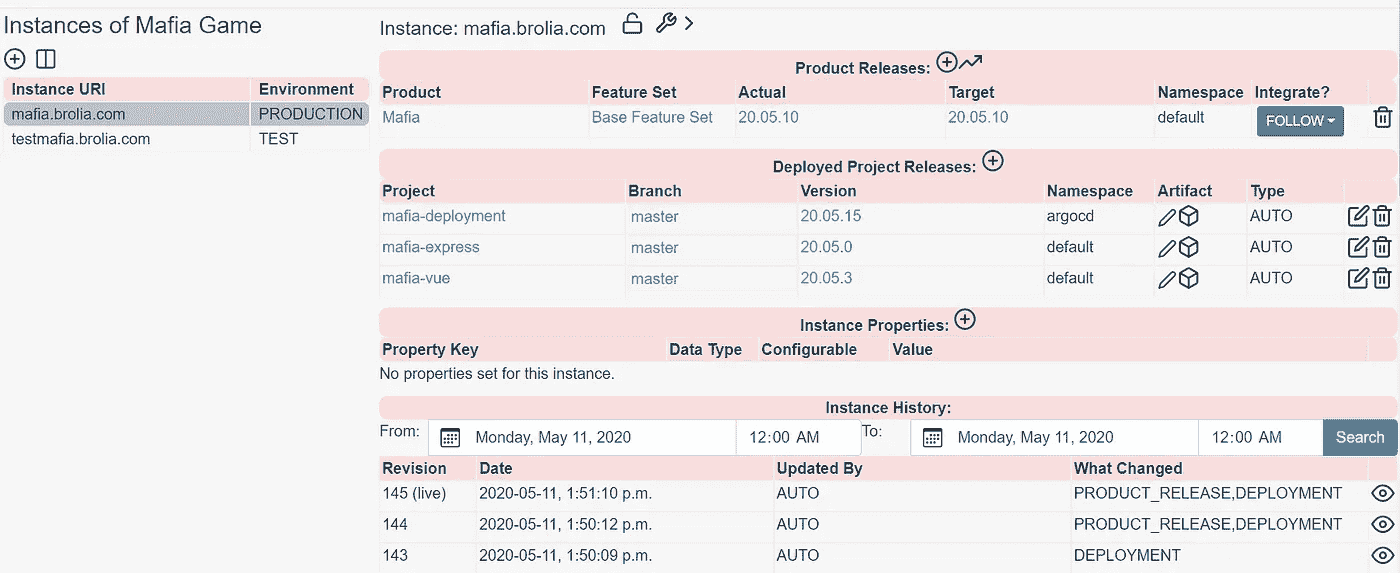 Instances of Mafia Game
Instance URI Environment
mafia.brolia.com PRODUCTION
testmafia.brolia.com TEST
Instance: mafia.brolia.com
Product Releases:
Product Feature Set Actual Target Namespace Integrate?
Mafia Base Feature Set 20.05.10 20.05.10 default FOLLOW
Deployed Project Releases:
Project Branch Version Namespace Artifact Type
mafia-deployment master 20.05.15 argocd AUTO
mafia-express master 20.05.0 default AUTO
mafia-vue master 20.05.3 default AUTO
Instance Properties:
Property Key Data Type Configurable Value
No properties set for this instance.
Instance History:
From: Monday, May 11, 2020 12:00 AM To: Monday, May 11, 2020 12:00 AM Search
Revision Date Updated By What Changed
145 (live) 2020-05-11, 1:51:10 p.m. AUTO PRODUCT_RELEASE,DEPLOYMENT
144 2020-05-11, 1:50:12 p.m. AUTO PRODUCT_RELEASE,DEPLOYMENT
143 2020-05-11, 1:50:09 p.m. AUTO DEPLOYMENT